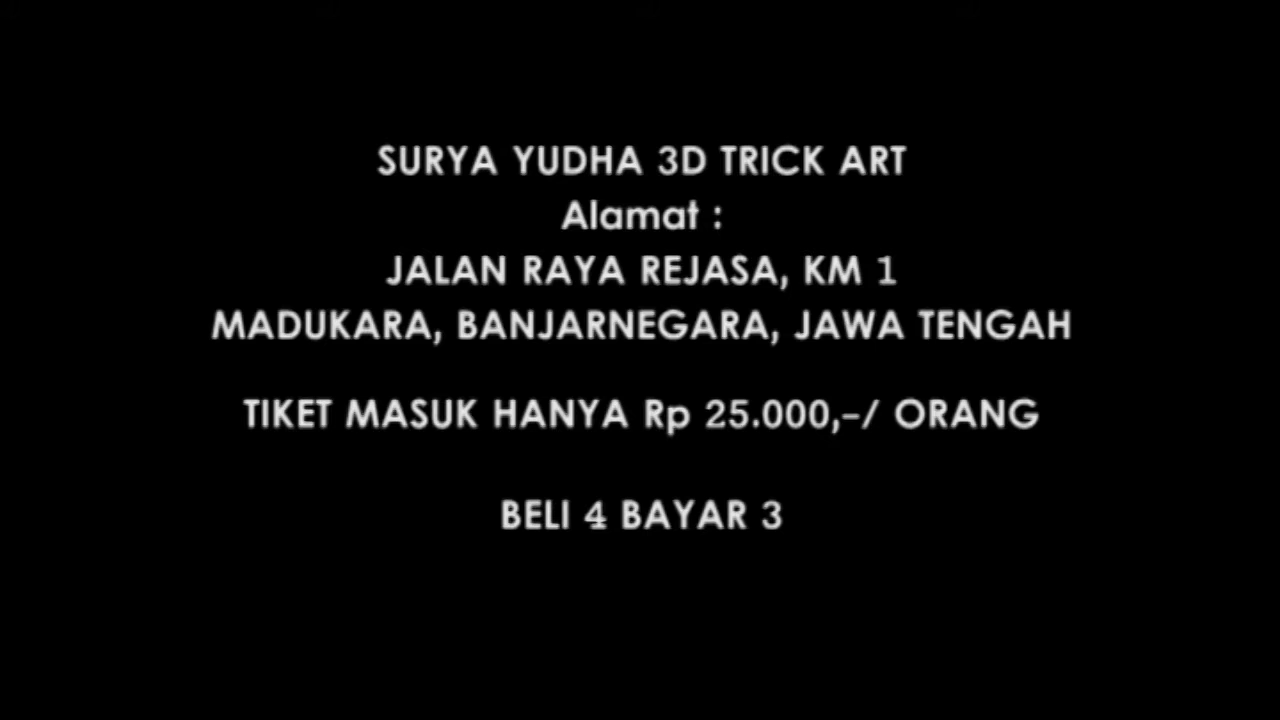 SURYA YUDHA 3D TRICK ART
Alamat :
JALAN RAYA REJASA, KM 1
MADUKARA, BANJARNEGARA, JAWA TENGAH
TIKET MASUK HANYA Rp 25.000,-/ ORANG
BELI 4 BAYAR 3